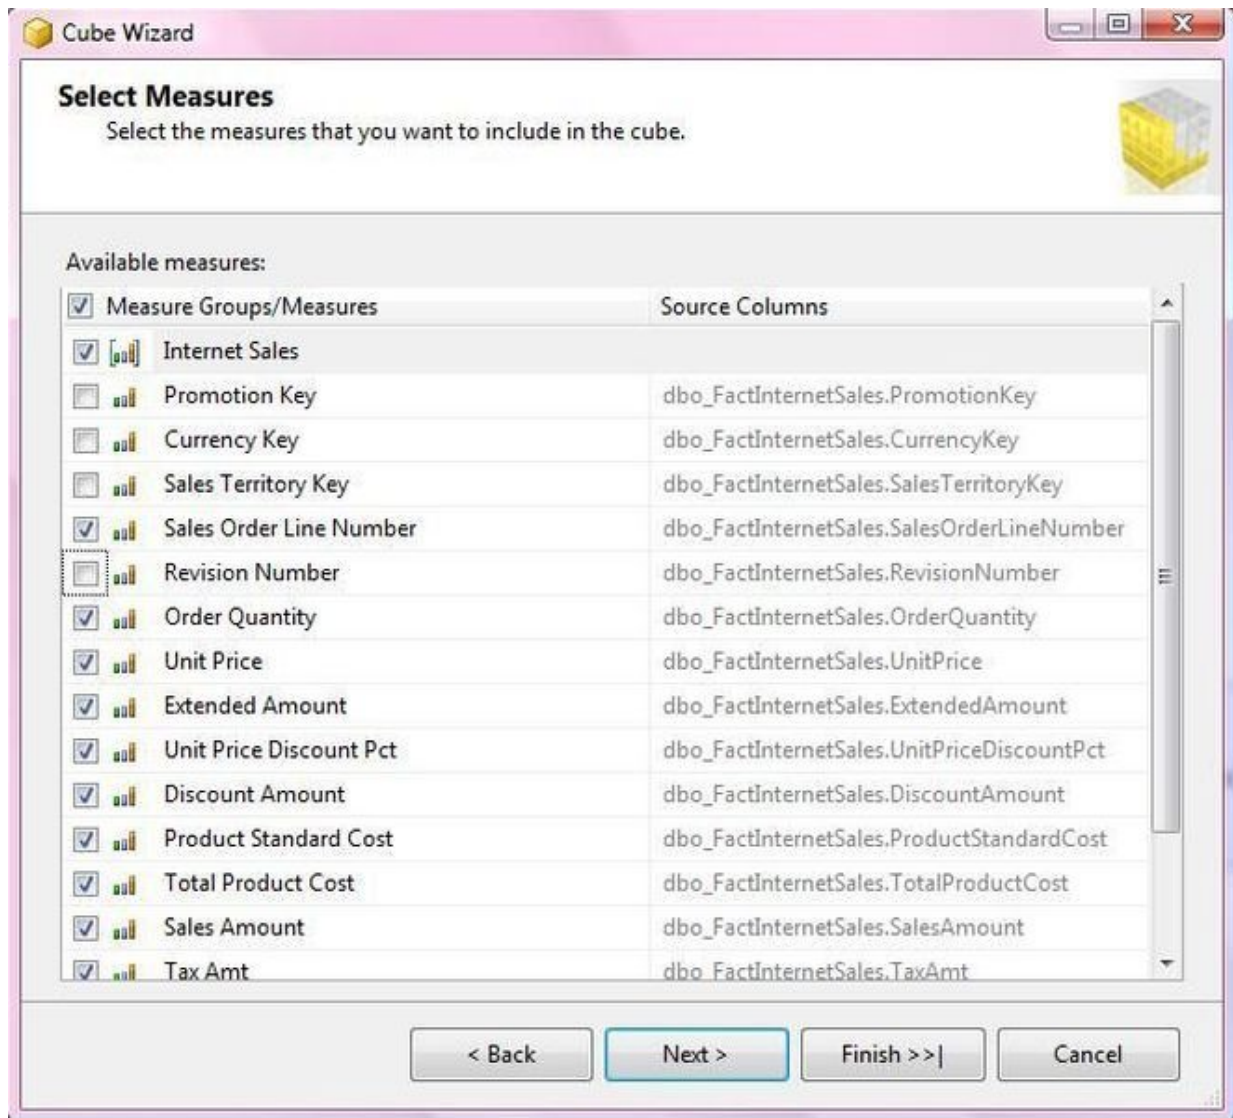 Cube Wizard
Select Measures
Select the measures that you want to include in the cube.
Available measures:
Measure Groups/Measures Source Columns
Internet Sales
Promotion Key dbo_FactInternetSales.PromotionKey
Currency Key dbo_FactInternetSales.CurrencyKey
Sales Territory Key dbo_FactInternetSales.SalesTerritoryKey
Sales Order Line Number dbo_FactInternetSales.SalesOrderLineNumber
Revision Number dbo_FactInternetSales.RevisionNumber
Order Quantity dbo_FactInternetSales.OrderQuantity
Unit Price dbo_FactInternetSales.UnitPrice
Extended Amount dbo_FactInternetSales.ExtendedAmount
Unit Price Discount Pct dbo_FactInternetSales.UnitPriceDiscountPct
Discount Amount dbo_FactInternetSales.DiscountAmount
Product Standard Cost dbo_FactInternetSales.ProductStandardCost
Total Product Cost dbo_FactInternetSales.TotalProductCost
Sales Amount dbo_FactInternetSales.SalesAmount
Tax Amt dbo_FactInternetSales.TaxAmt
< Back Next > Finish >>| Cancel